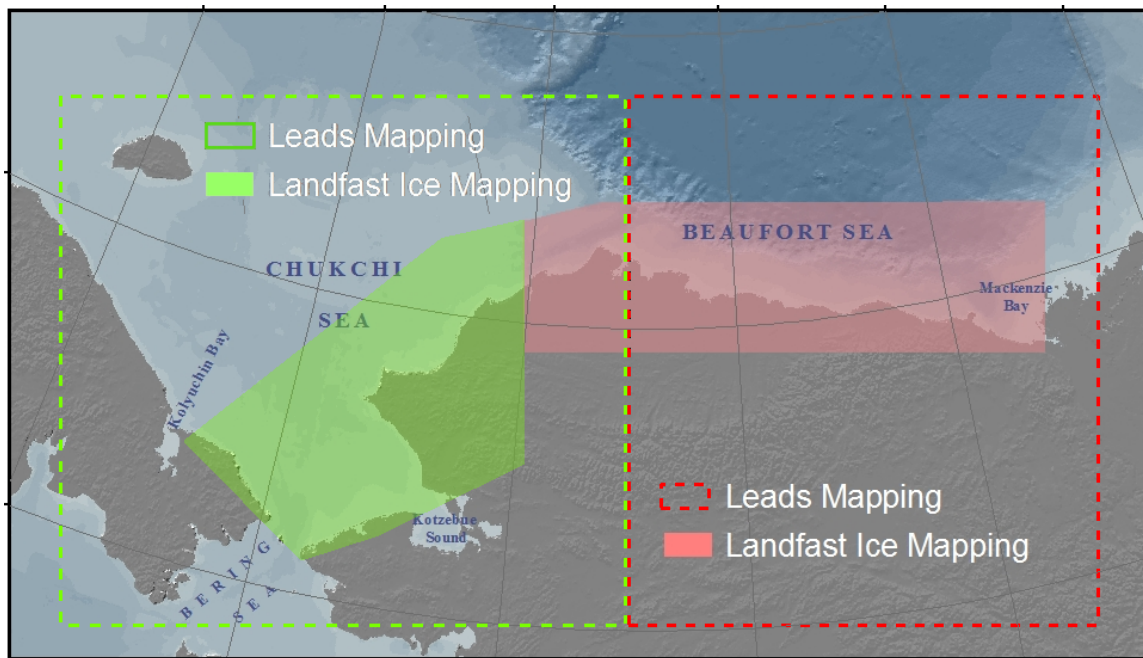 Leads Mapping
Landfast Ice Mapping
CHUKCHI
SEA
BEAUFORT SEA
Mackenzie
Bay
Kolyuchin Bay
Kotzebue
Sound
BERING
SEA
Leads Mapping
Landfast Ice Mapping